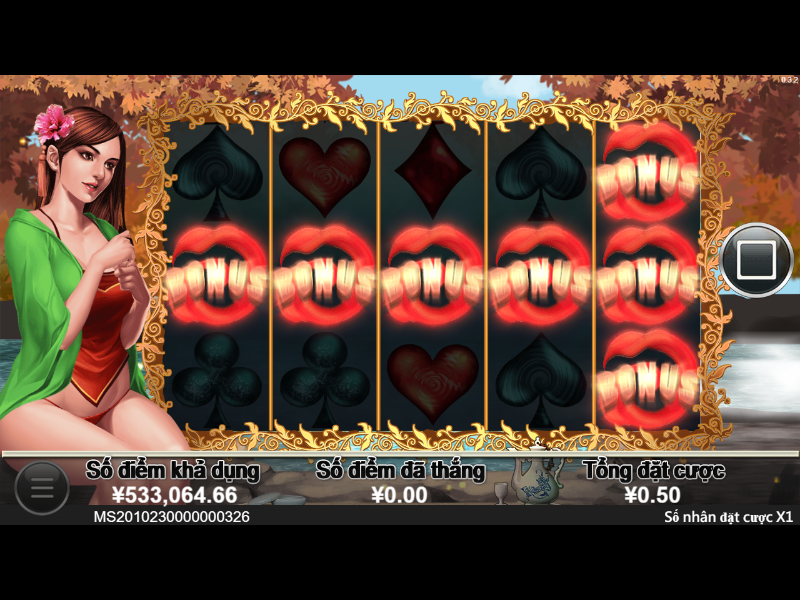 032
BONUS
BONUS BONUS BONUS BONUS BONUS
BONUS
Số điểm khả dụng Số điểm đã thắng Tổng đặt cược
¥533,064.66 ¥0.00 ¥0.50
MS2010230000000326 Số nhân đặt cược X1